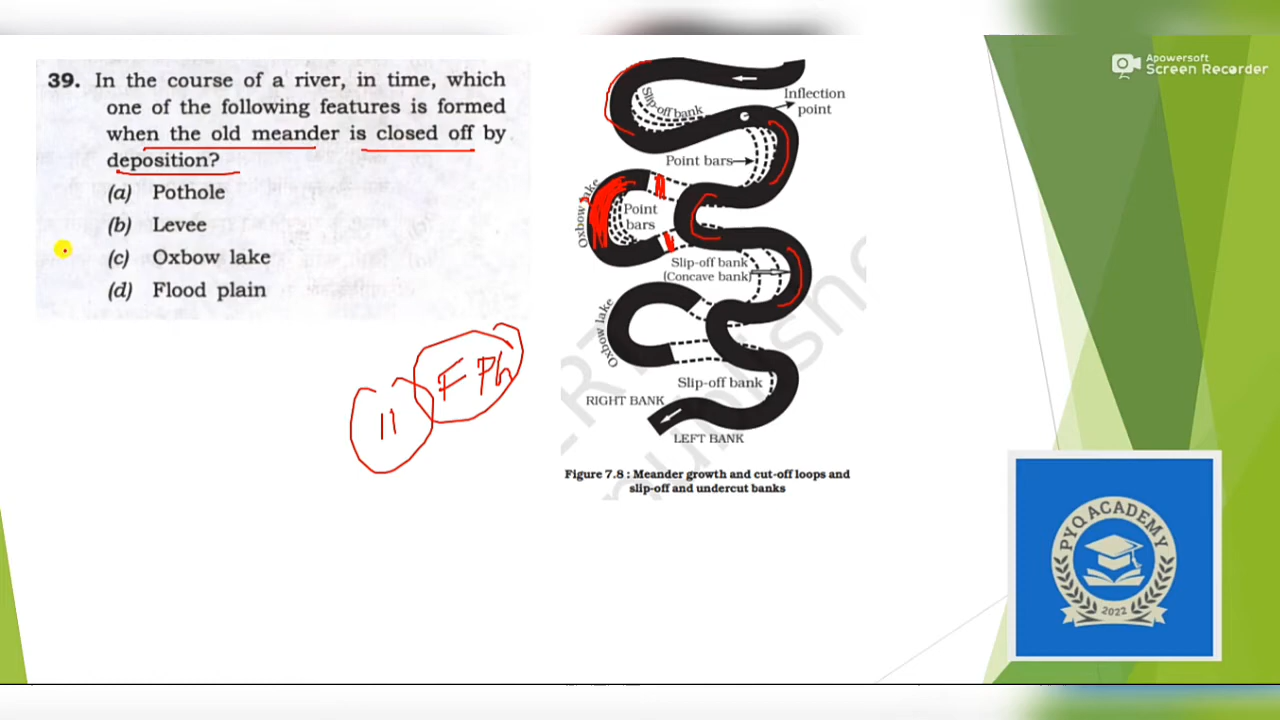 39. In the course of a river, in time, which
one of the following features is formed
when the old meander is closed off by
deposition?
(a) Pothole
(b) Levee
(c) Oxbow lake
(d) Flood plain
11
F Ph
Slip-off bank
Inflection
point
Point bars
Oxbow lake
Point
bars
Slip-off bank
(Concave bank)
Oxbow lake
Slip-off bank
RIGHT BANK
LEFT BANK
Figure 7.8 : Meander growth and cut-off loops and
slip-off and undercut banks
Apowersoft
Screen Recorder
PYQ ACADEMY
2022